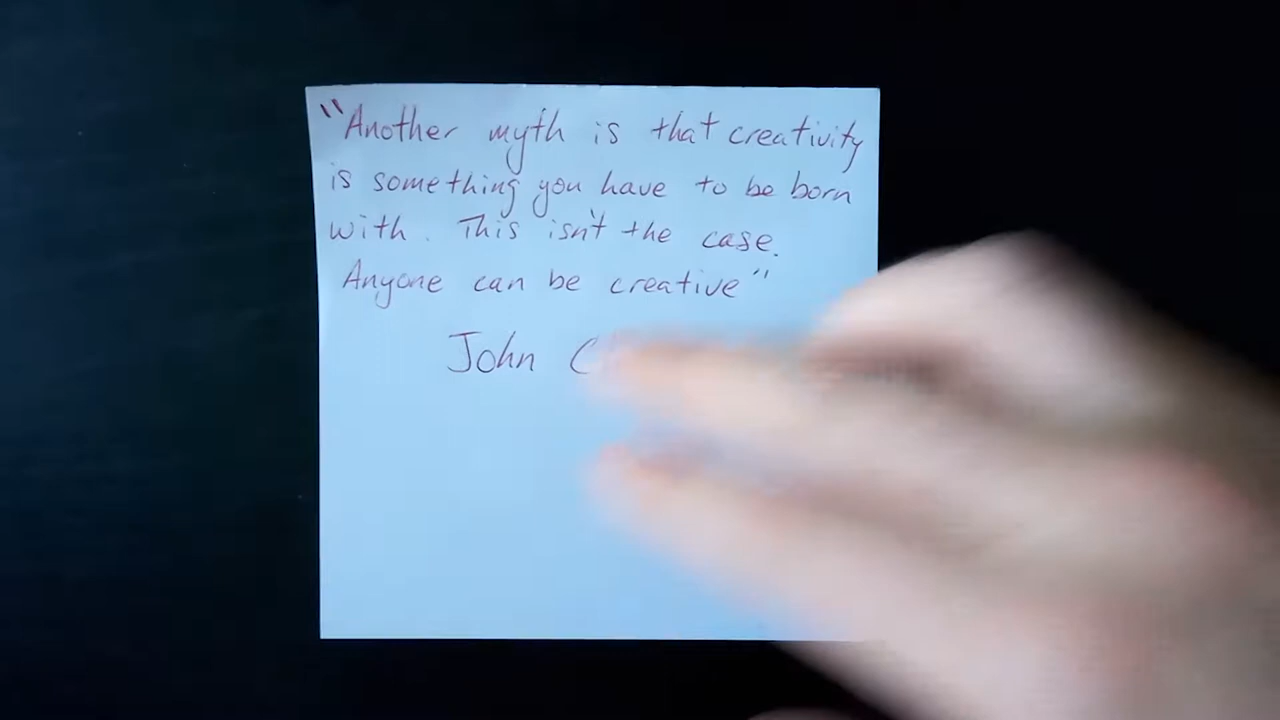 "Another myth is that creativity
is something you have to be born
with. This isn't the case.
Anyone can be creative"
John C